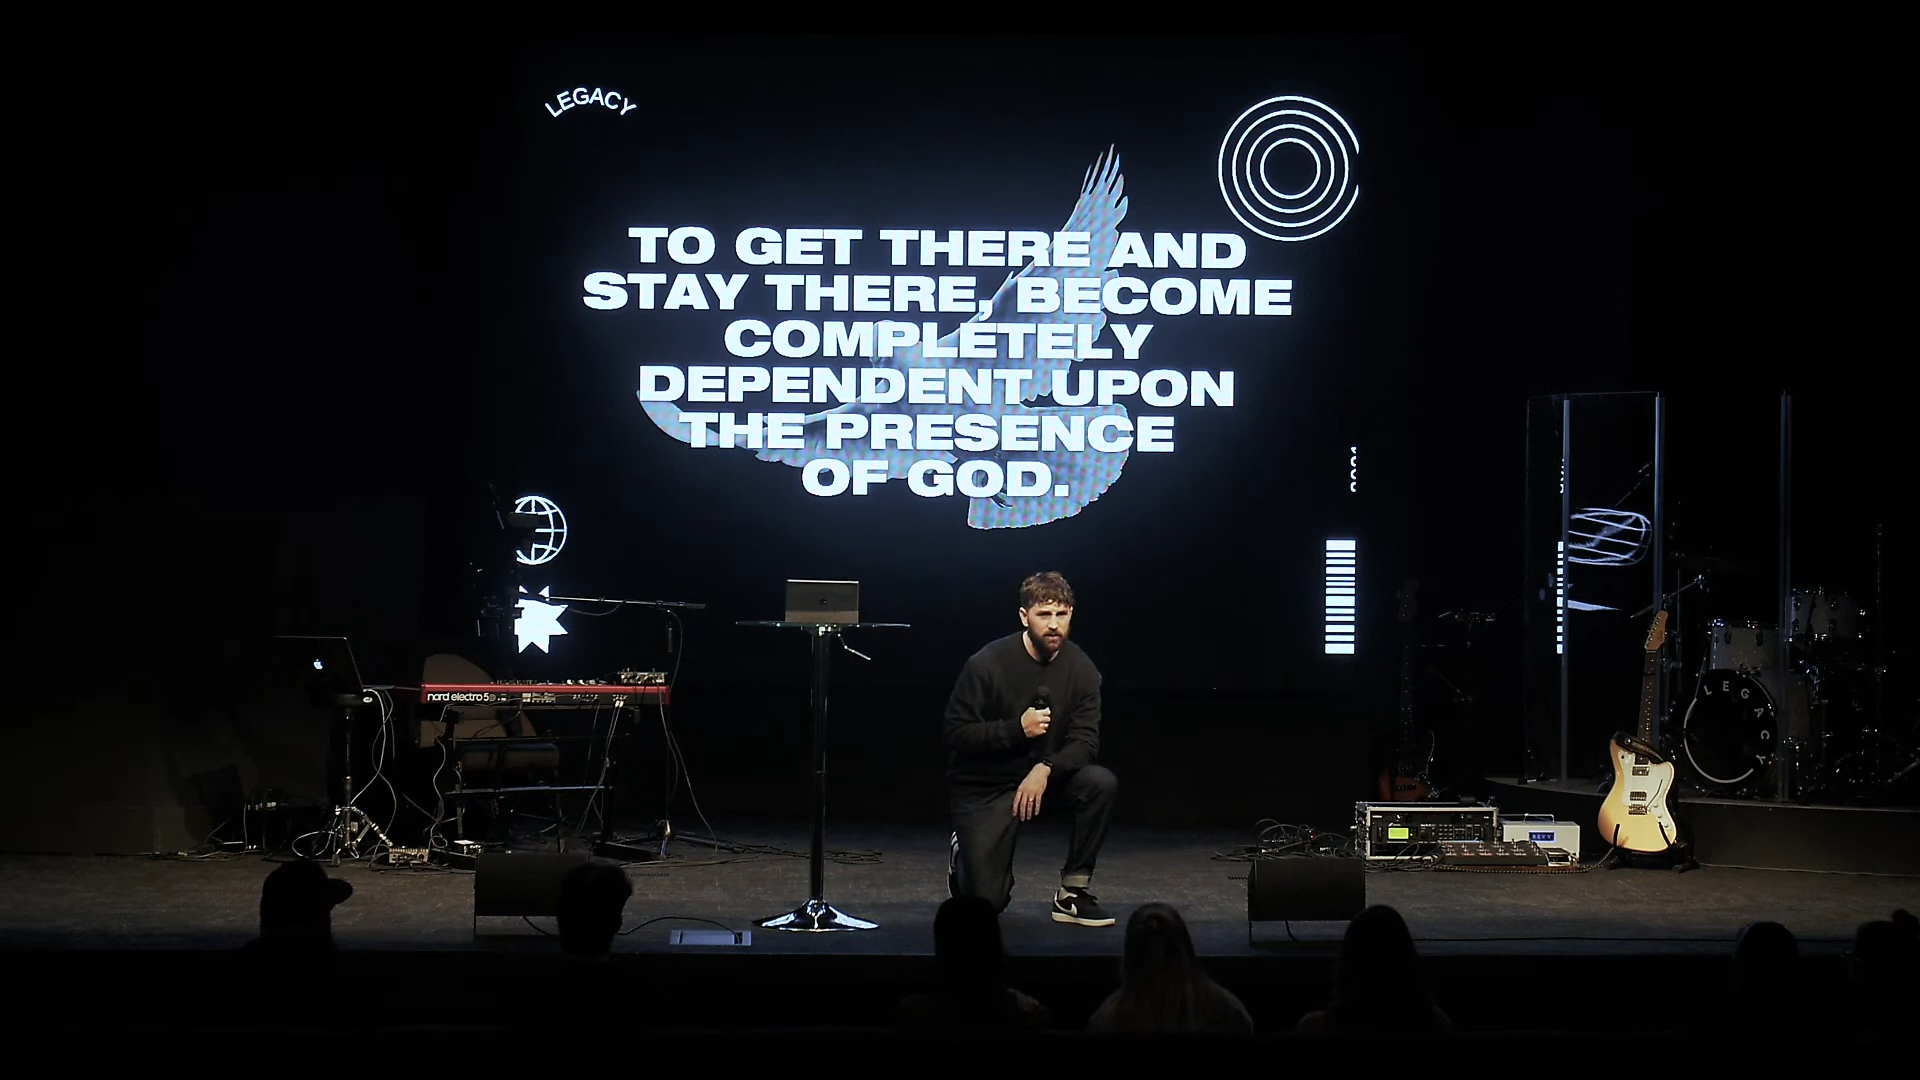 LEGACY
TO GET THERE AND
STAY THERE, BECOME
COMPLETELY
DEPENDENT UPON
THE PRESENCE
OF GOD.
nord electro 5
LEGACY
REVV